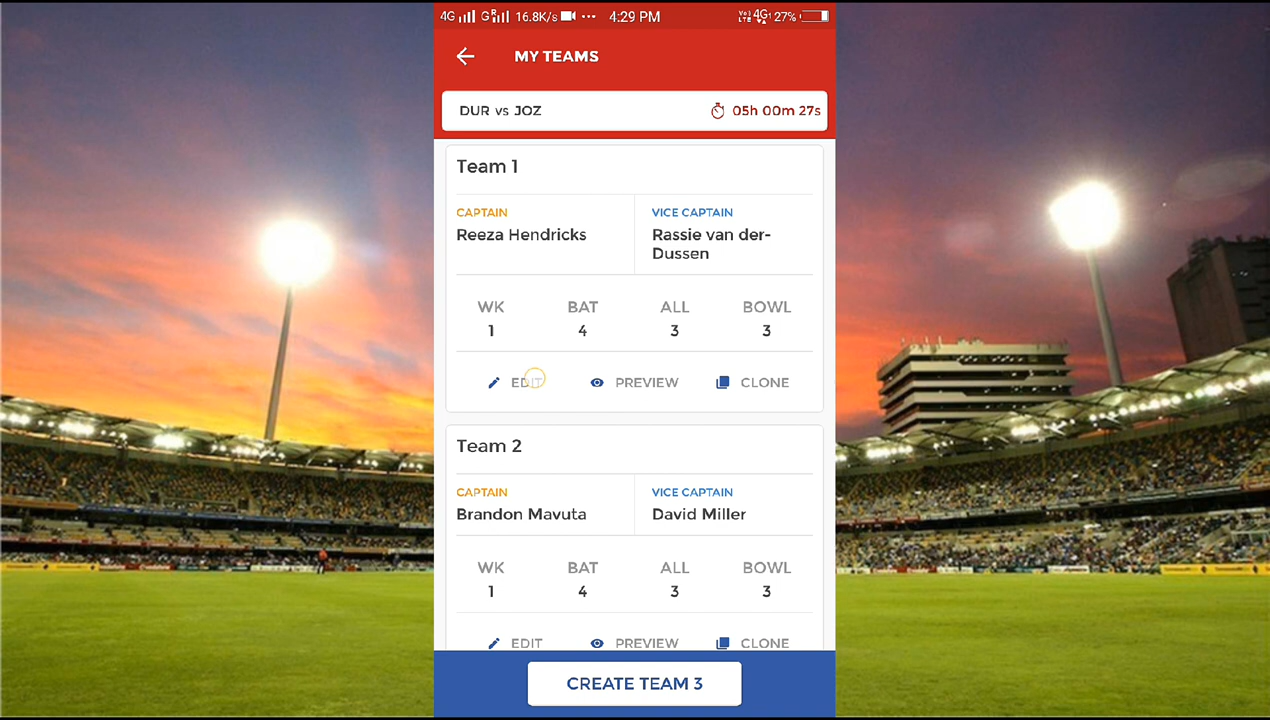 4G G R 16.8K/s ... 4:29 PM VoLTE 4G 27%
MY TEAMS
DUR vs JOZ 05h 00m 27s
Team 1
CAPTAIN VICE CAPTAIN
Reeza Hendricks Rassie van der-
Dussen
WK BAT ALL BOWL
1 4 3 3
EDIT PREVIEW CLONE
Team 2
CAPTAIN VICE CAPTAIN
Brandon Mavuta David Miller
WK BAT ALL BOWL
1 4 3 3
EDIT PREVIEW CLONE
CREATE TEAM 3